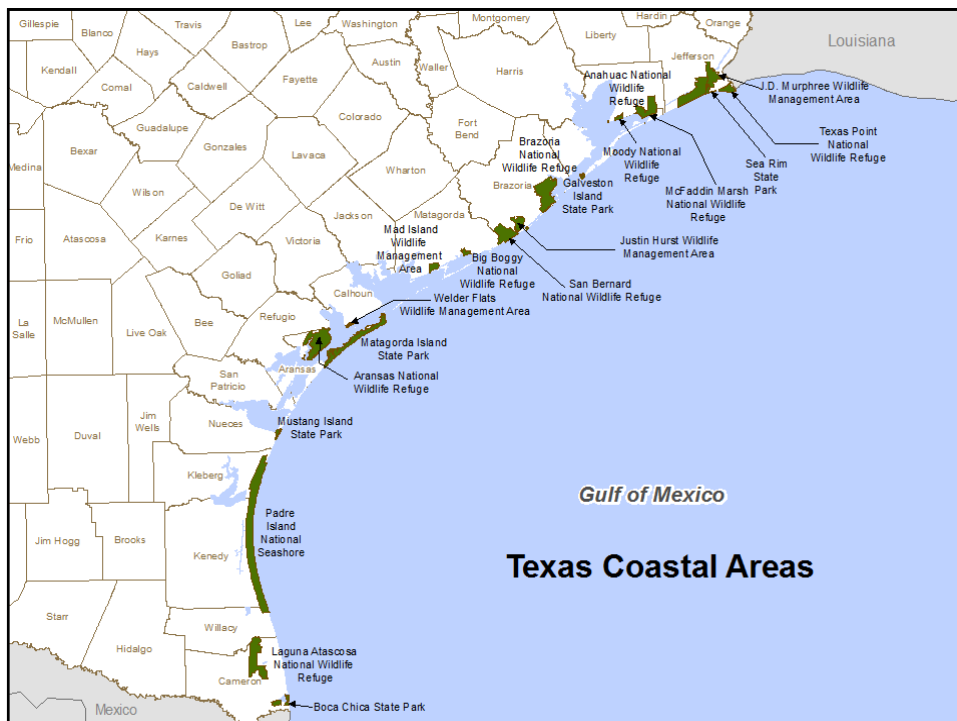 Gillespie
Blanco
Travis
Lee
Washington
Montgomery
Hardin
Orange
Hays
Bastrop
Liberty
Louisiana
Kendall
Comal
Caldwell
Fayette
Austin
Waller
Harris
Jefferson
Anahuac National
Wildlife
Refuge
J.D. Murphree Wildlife
Management Area
Guadalupe
Colorado
Fort
Bend
Texas Point
National
Wildlife Refuge
Medina
Bexar
Gonzales
Lavaca
Wharton
Brazoria
National
Wildlife Refuge
Moody National
Wildlife
Refuge
Sea Rim
State
Park
Wilson
De Witt
Jackson
Matagorda
Brazoria
Galveston
Island
State Park
McFaddin Marsh
National Wildlife
Refuge
Frio
Atascosa
Karnes
Victoria
Mad Island
Wildlife
Management
Area
Justin Hurst Wildlife
Management Area
Goliad
Big Boggy
National
Wildlife Refuge
San Bernard
National Wildlife Refuge
Calhoun
Welder Flats
Wildlife Management Area
La
Salle
McMullen
Live Oak
Bee
Refugio
Matagorda Island
State Park
Aransas
Aransas National
Wildlife Refuge
San
Patricio
Webb
Duval
Jim
Wells
Nueces
Mustang Island
State Park
Kleberg
Gulf of Mexico
Padre
Island
National
Seashore
Jim Hogg
Brooks
Kenedy
Texas Coastal Areas
Starr
Hidalgo
Willacy
Laguna Atascosa
National Wildlife
Refuge
Cameron
Boca Chica State Park
Mexico